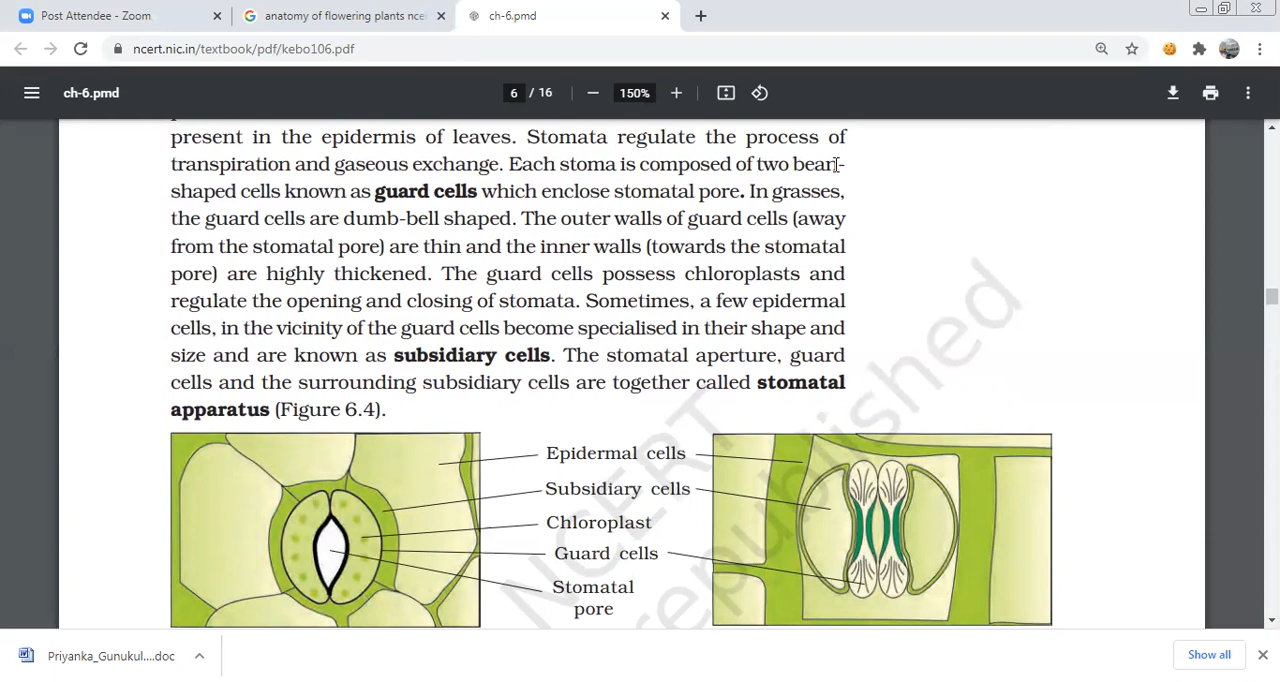 Post Attendee - Zoom
anatomy of flowering plants nce
ch-6.pmd
ncert.nic.in/textbook/pdf/kebo106.pdf
ch-6.pmd
6 / 16
150%
present in the epidermis of leaves. Stomata regulate the process of
transpiration and gaseous exchange. Each stoma is composed of two bean-
shaped cells known as guard cells which enclose stomatal pore. In grasses,
the guard cells are dumb-bell shaped. The outer walls of guard cells (away
from the stomatal pore) are thin and the inner walls (towards the stomatal
pore) are highly thickened. The guard cells possess chloroplasts and
regulate the opening and closing of stomata. Sometimes, a few epidermal
cells, in the vicinity of the guard cells become specialised in their shape and
size and are known as subsidiary cells. The stomatal aperture, guard
cells and the surrounding subsidiary cells are together called stomatal
apparatus (Figure 6.4).
Epidermal cells
Subsidiary cells
Chloroplast
Guard cells
Stomatal
pore
NCERT
republished
Priyanka_Gunukul....doc
Show all